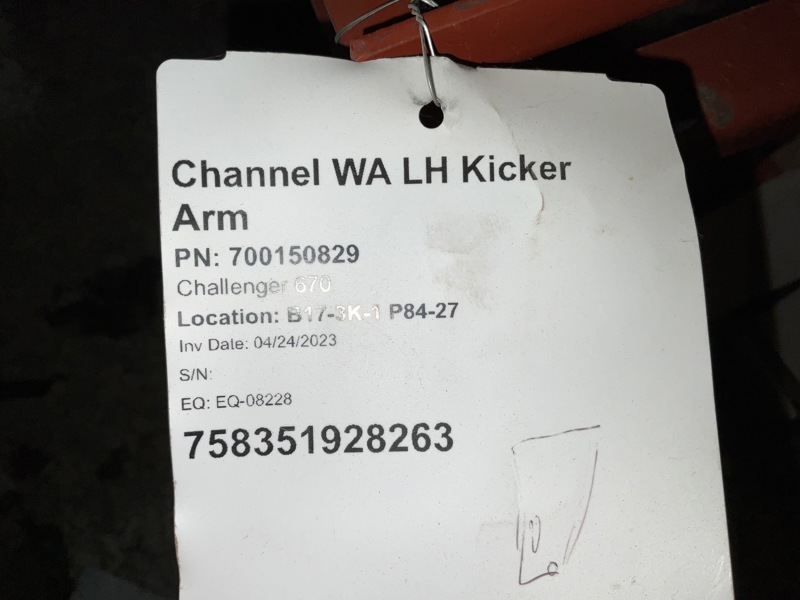 Channel WA LH Kicker
Arm
PN: 700150829
Challenger 670
Location: B17-3K-1 P84-27
Inv Date: 04/24/2023
S/N:
EQ: EQ-08228
758351928263